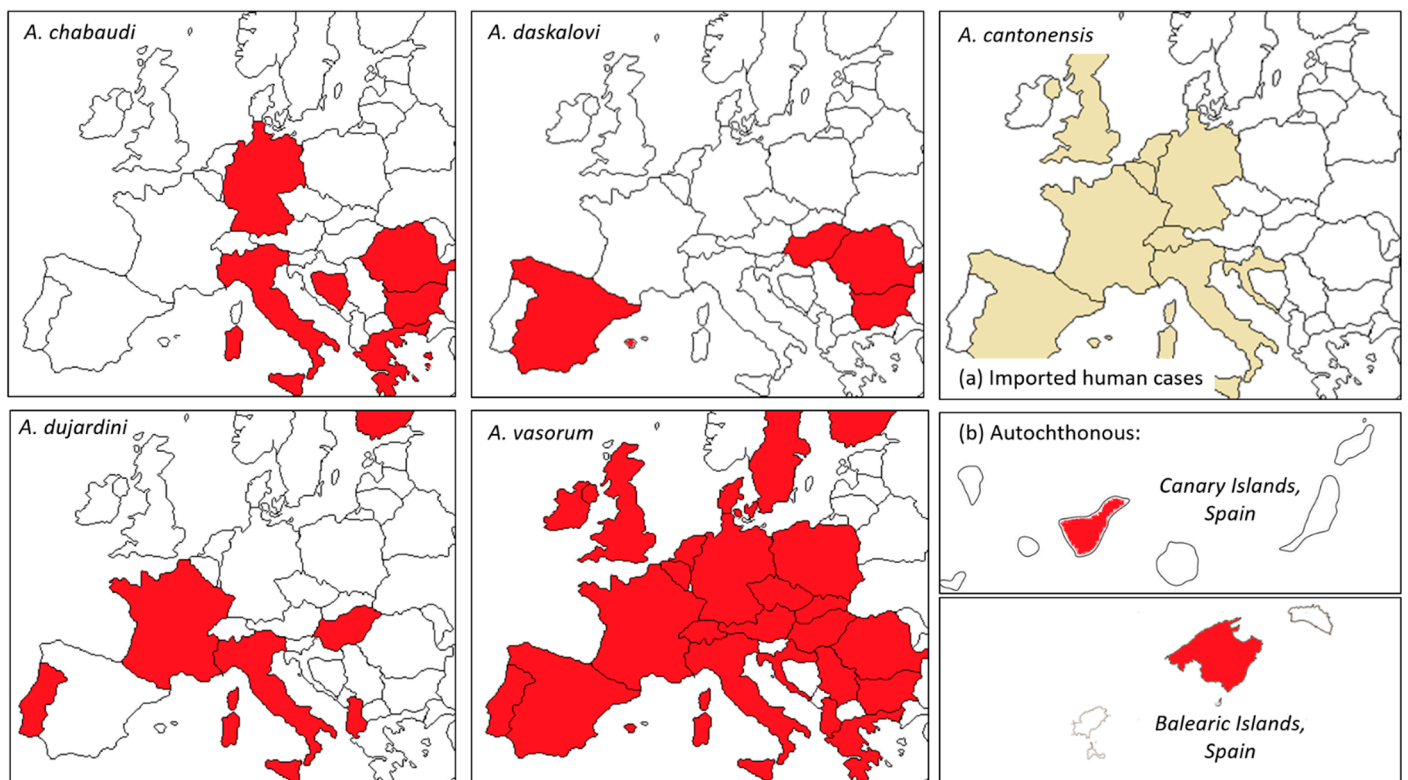 A. chabaudi
A. daskalovi
A. cantonensis
(a) Imported human cases
A. dujardini
A. vasorum
(b) Autochthonous:
Canary Islands,
Spain
Balearic Islands,
Spain